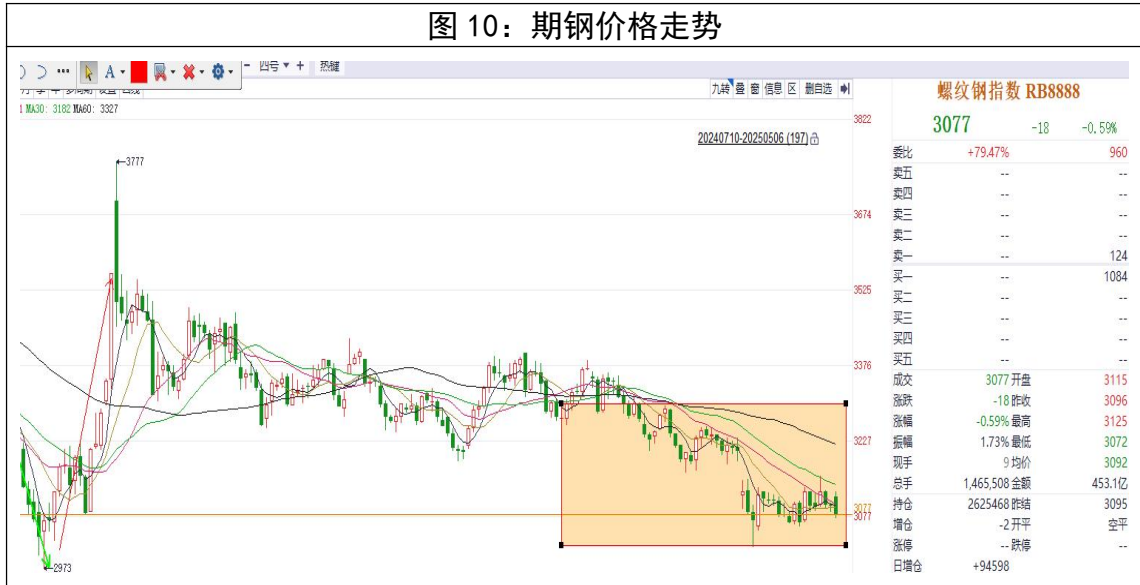 图 10：期钢价格走势
A 四号 + 热键
MA30: 3182 MA60: 3327
九转 叠 窗 信息 区 删自选
20240710-20250506 (197)
3777
2973
3822
3674
3525
3376
3227
3077
3077
螺纹钢指数 RB8888
3077 -18 -0.59%
委比 +79.47% 960
卖五 -- --
卖四 -- --
卖三 -- --
卖二 -- --
卖一 -- 124
买一 -- 1084
买二 -- --
买三 -- --
买四 -- --
买五 -- --
成交 3077 开盘 3115
涨跌 -18 昨收 3096
涨幅 -0.59% 最高 3125
振幅 1.73% 最低 3072
现手 9 均价 3092
总手 1,465,508 金额 453.1亿
持仓 2625468 昨结 3095
增仓 -2 开平 空平
涨停 -- 跌停 --
日增仓 +94598